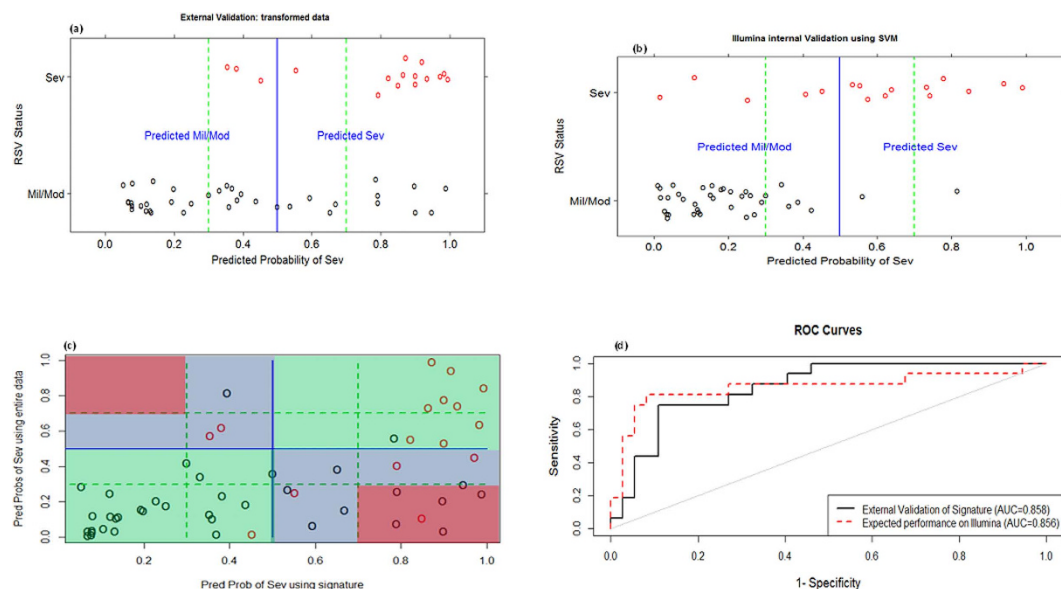 (a)
External Validation: transformed data
RSV Status
Sev
Mil/Mod
Predicted Mil/Mod
Predicted Sev
0.0 0.2 0.4 0.6 0.8 1.0
Predicted Probability of Sev
(b)
Illumina internal Validation using SVM
RSV Status
Sev
Mil/Mod
Predicted Mil/Mod
Predicted Sev
0.0 0.2 0.4 0.6 0.8 1.0
Predicted Probability of Sev
(c)
Pred Probs of Sev using entire data
1.0
0.8
0.6
0.4
0.2
0.0
0.2 0.4 0.6 0.8 1.0
Pred Prob of Sev using signature
(d)
ROC Curves
Sensitivity
1.0
0.8
0.6
0.4
0.2
0.0
External Validation of Signature (AUC=0.858)
Expected performance on Illumina (AUC=0.856)
0.0 0.2 0.4 0.6 0.8 1.0
1- Specificity